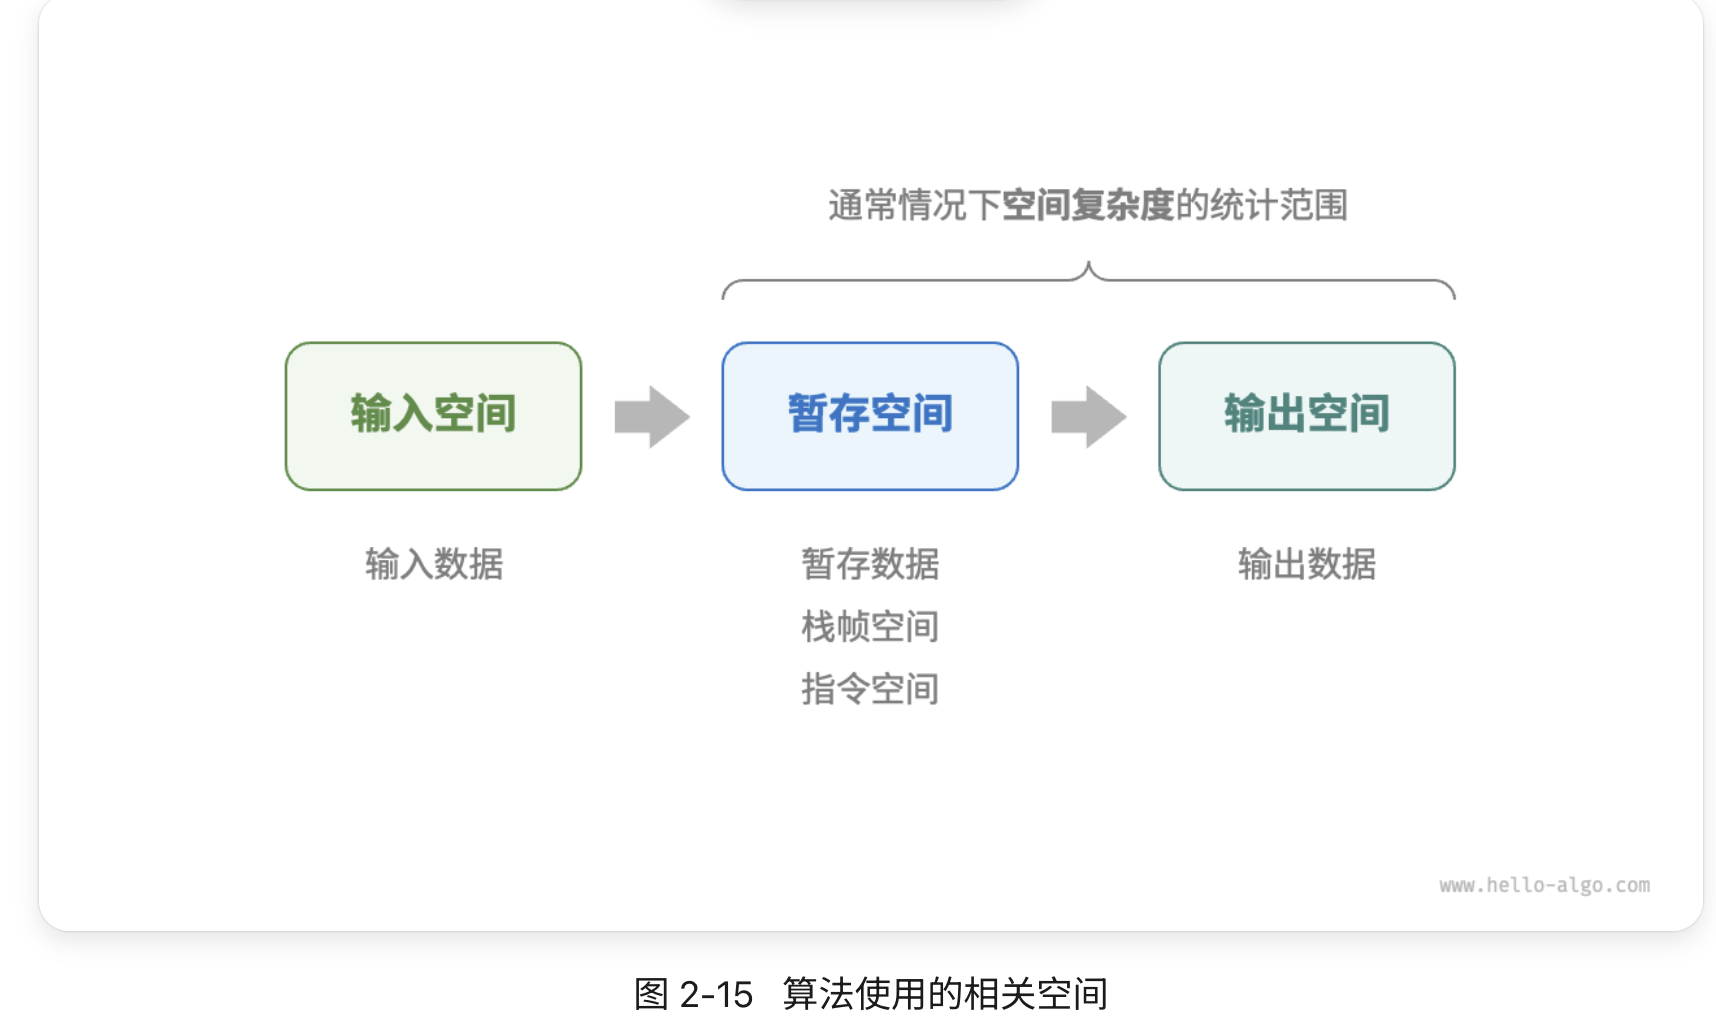 通常情况下空间复杂度的统计范围
输入空间
暂存空间
输出空间
输入数据
暂存数据
输出数据
栈帧空间
指令空间
www.hello-algo.com
图 2-15 算法使用的相关空间